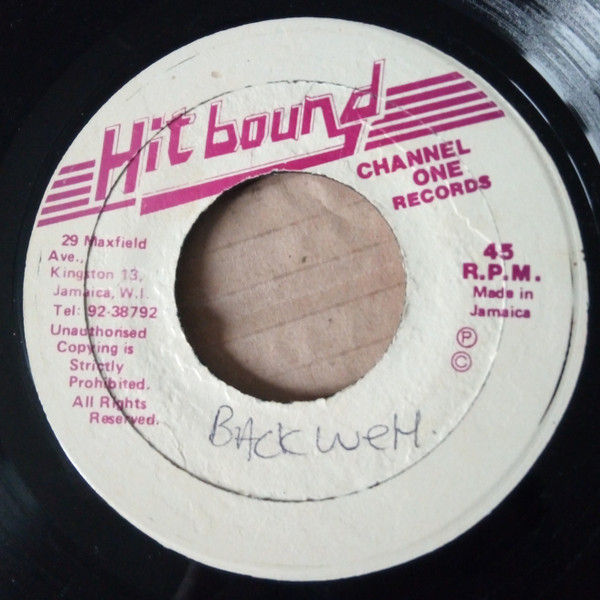 Hit bound
CHANNEL
ONE
RECORDS
29 Maxfield
Ave.,
Kingston 13,
Jamaica, W.I.
Tel: 92-38792
Unauthorised
Copying is
Strictly
Prohibited.
All Rights
Reserved.
45
R.P.M.
Made in
Jamaica
Ⓟ
©
BACK WEH.